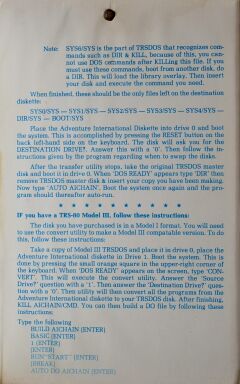 Note: SYS6/SYS is the part of TRSDOS that recognizes com-
mands such as DIR & KILL, because of this, you can-
not use DOS commands after KILLing this file. If you
must use these commands, boot from another disk, do
a DIR. This will load the library overlay. Then insert
your disk and execute the command you need.
When finished, these should be the only files left on the destination
diskette:
SYS0/SYS — SYS1/SYS — SYS2/SYS — SYS3/SYS — SYS4/SYS —
DIR/SYS — BOOT/SYS
Place the Adventure International Diskette into drive 0 and boot
the system. This is accomplished by pressing the RESET button on the
back left-hand side on the keyboard. The disk will ask you for the
DESTINATION DRIVE?. Answer this with a '0'. Then follow the in-
structions given by the program regarding when to swap the disks.
After the transfer utility stops, take the original TRSDOS master
disk and boot it in drive 0. When 'DOS READY' appears type 'DIR' then
remove TRSDOS master disk & insert your copy you have been making.
Now type 'AUTO AICHAIN'. Boot the system once again and the pro-
gram should thereafter auto-run.
★ ★ ★ ★ ★ ★ ★ ★ ★ ★
IF you have a TRS-80 Model III, follow these instructions:
The disk you have purchased is in a Model I format. You will need
to use the convert utility to make a Model III compatable version. To do
this, follow these instructions:
Take a copy of Model III TRSDOS and place it in drive 0, place the
Adventure International diskette in Drive 1. Boot the system. This is
done by pressing the small orange square in the upper-right corner of
the keyboard. When 'DOS READY' appears on the screen, type 'CON-
VERT'. This will execute the convert utility. Answer the "Source
Drive?" question with a '1'. Then answer the "Destination Drive?" ques-
tion with a '0'. Then utility will then convert all the programs from the
Adventure International diskette to your TRSDOS disk. After finishing,
KILL AICHAIN/CMD. You can then build a DO file by following these
instructions:
Type the following
BUILD AICHAIN [ENTER]
BASIC [ENTER]
1 [ENTER]
[ENTER]
RUN"START" [ENTER]
[BREAK]
AUTO DO AICHAIN [ENTER]